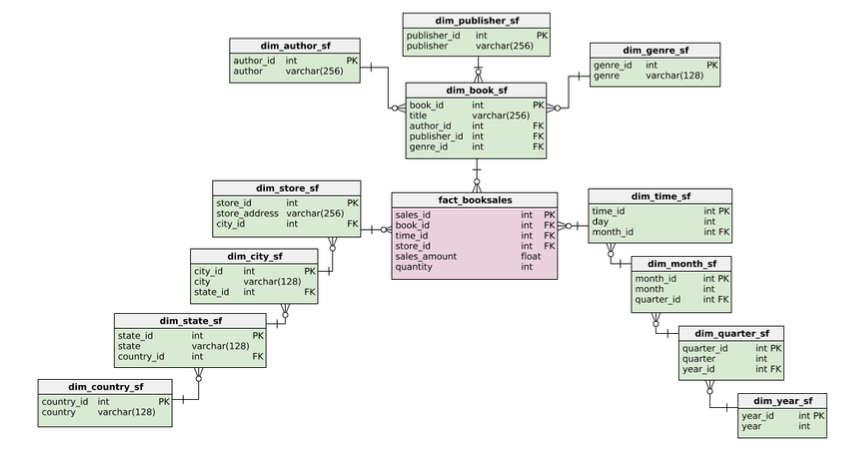 dim_publisher_sf
publisher_id int PK
publisher varchar(256)
dim_author_sf
author_id int PK
author varchar(256)
dim_genre_sf
genre_id int PK
genre varchar(128)
dim_book_sf
book_id int PK
title varchar(256)
author_id int FK
publisher_id int FK
genre_id int FK
dim_store_sf
store_id int PK
store_address varchar(256)
city_id int FK
fact_booksales
sales_id int PK
book_id int FK
time_id int FK
store_id int FK
sales_amount float
quantity int
dim_time_sf
time_id int PK
day int
month_id int FK
dim_city_sf
city_id int PK
city varchar(128)
state_id int FK
dim_month_sf
month_id int PK
month int
quarter_id int FK
dim_state_sf
state_id int PK
state varchar(128)
country_id int FK
dim_quarter_sf
quarter_id int PK
quarter int
year_id int FK
dim_country_sf
country_id int PK
country varchar(128)
dim_year_sf
year_id int PK
year int